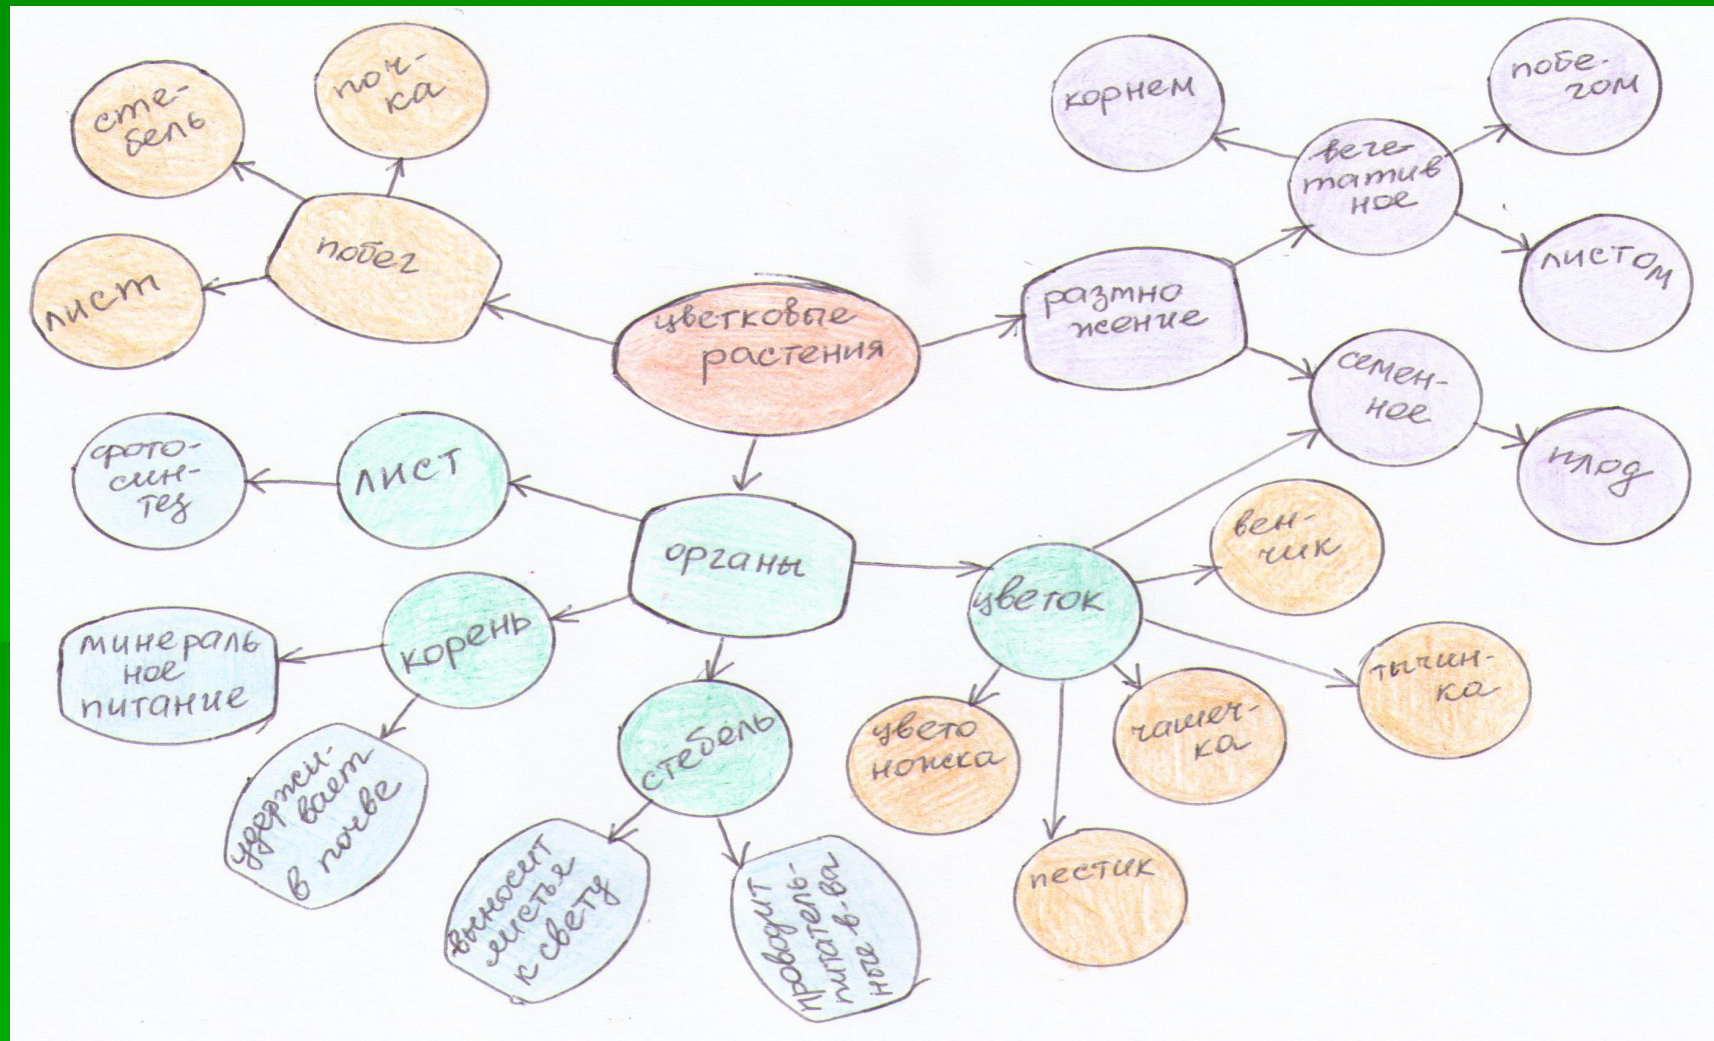 сте-
бель
поч-
ка
лист
побег
цветковые
растения
размно
жение
корнем
побе-
гом
веге-
татив
ное
листом
семен-
ное
плод
фото-
син-
тез
лист
органы
корень
минераль
ное
питание
удержи-
вает
в почве
стебель
выносит
листья
к свету
проводит
питатель-
ные в-ва
цветок
вен-
чик
тычин-
ка
чашеч-
ка
цвето
ножка
пестик